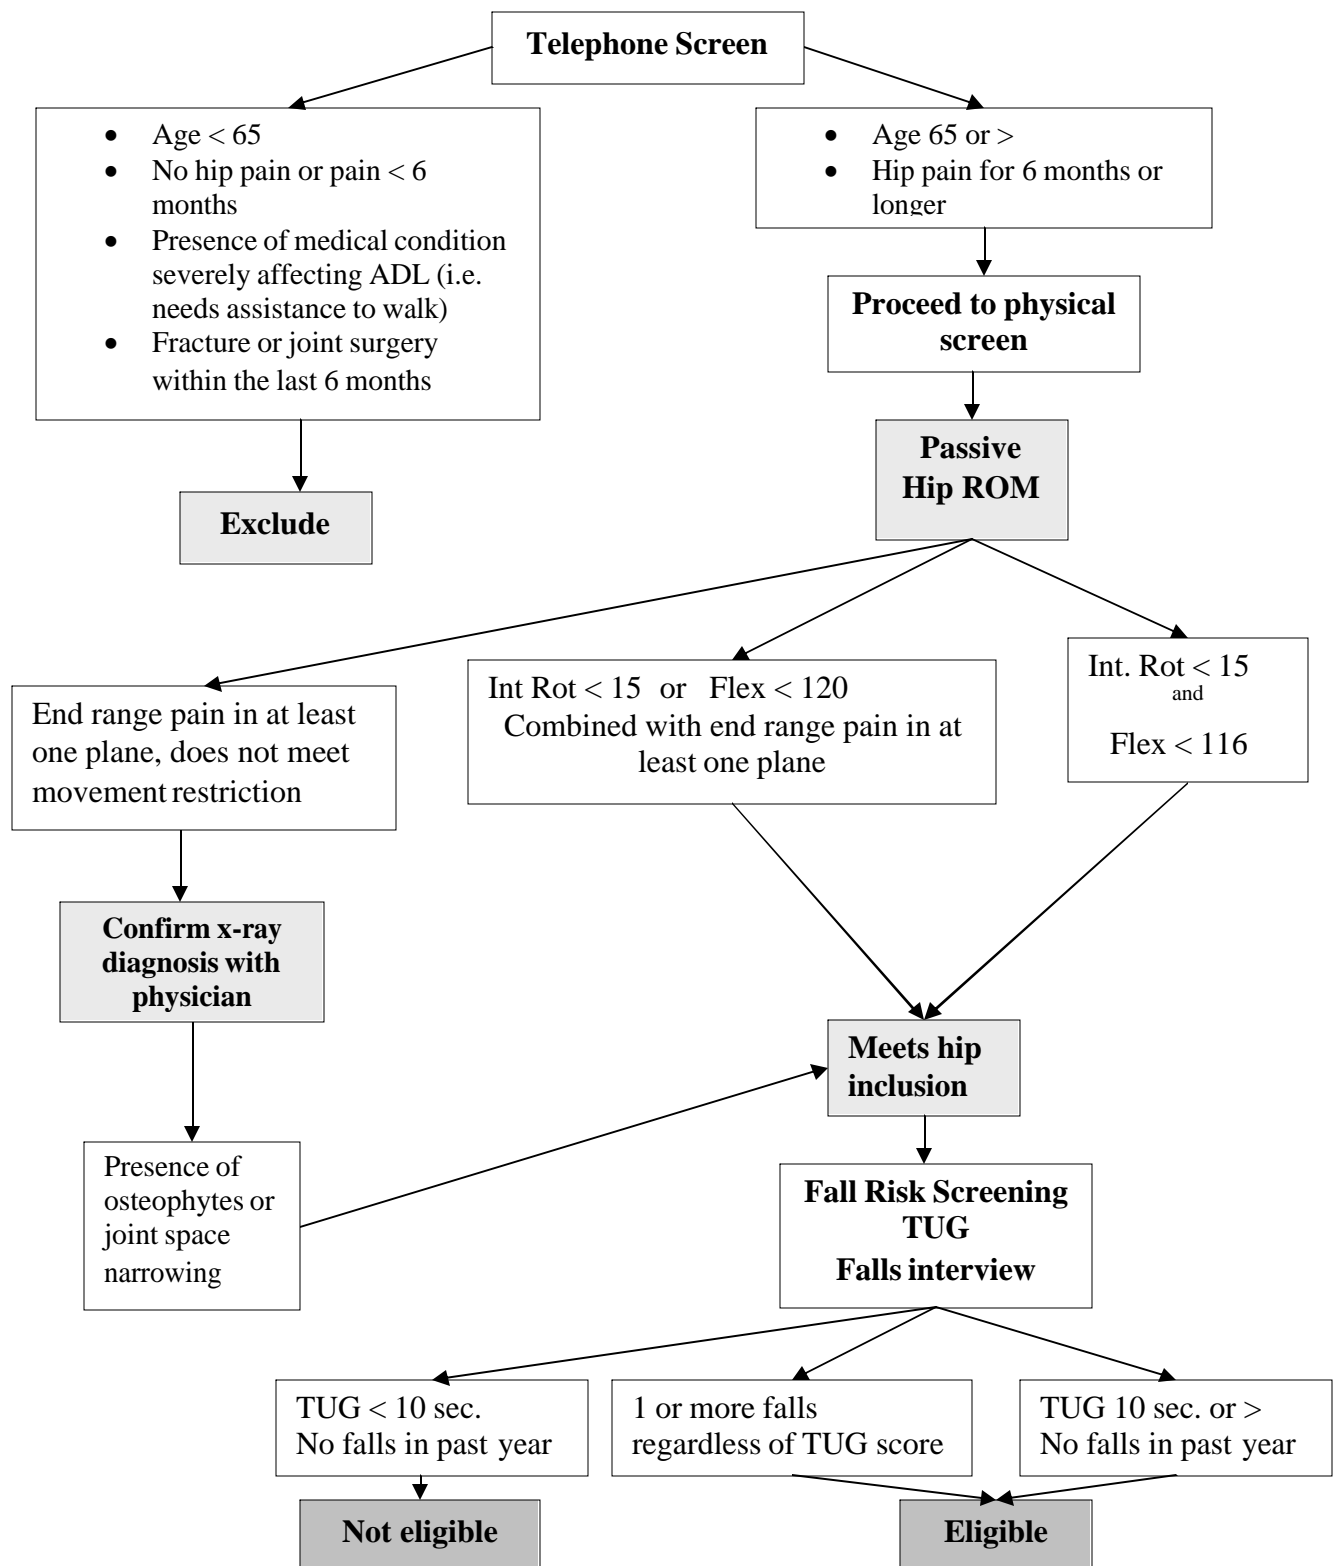 Telephone Screen
• Age < 65
• No hip pain or pain < 6
months
• Presence of medical condition
severely affecting ADL (i.e.
needs assistance to walk)
• Fracture or joint surgery
within the last 6 months
• Age 65 or >
• Hip pain for 6 months or
longer
Proceed to physical
screen
Exclude
Passive
Hip ROM
End range pain in at least
one plane, does not meet
movement restriction
Int Rot < 15 or Flex < 120
Combined with end range pain in at
least one plane
Int. Rot < 15
and
Flex < 116
Confirm x-ray
diagnosis with
physician
Meets hip
inclusion
Presence of
osteophytes or
joint space
narrowing
Fall Risk Screening
TUG
Falls interview
TUG < 10 sec.
No falls in past year
1 or more falls
regardless of TUG score
TUG 10 sec. or >
No falls in past year
Not eligible
Eligible